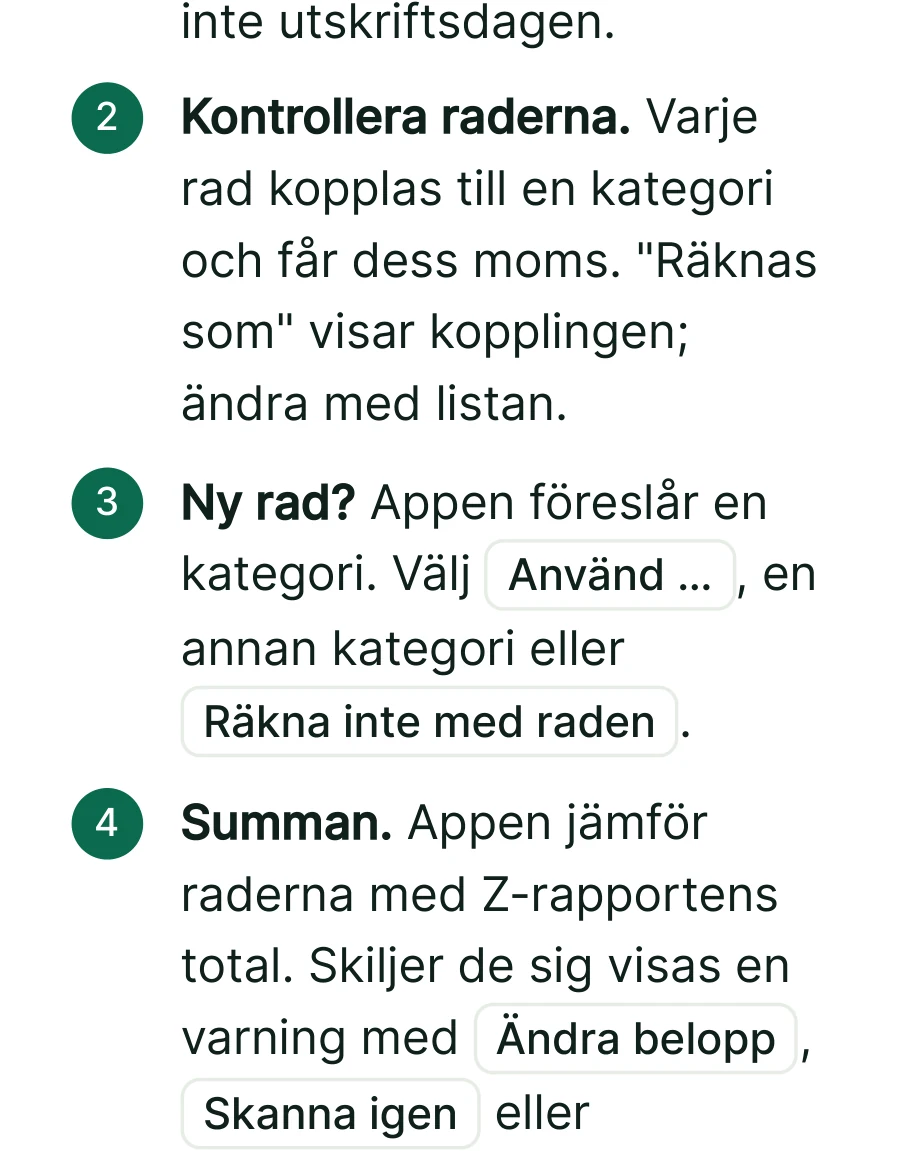 inte utskriftsdagen.
2 Kontrollera raderna. Varje
rad kopplas till en kategori
och får dess moms. "Räknas
som" visar kopplingen;
ändra med listan.
3 Ny rad? Appen föreslår en
kategori. Välj Använd ... , en
annan kategori eller
Räkna inte med raden .
4 Summan. Appen jämför
raderna med Z-rapportens
total. Skiljer de sig visas en
varning med Ändra belopp ,
Skanna igen eller